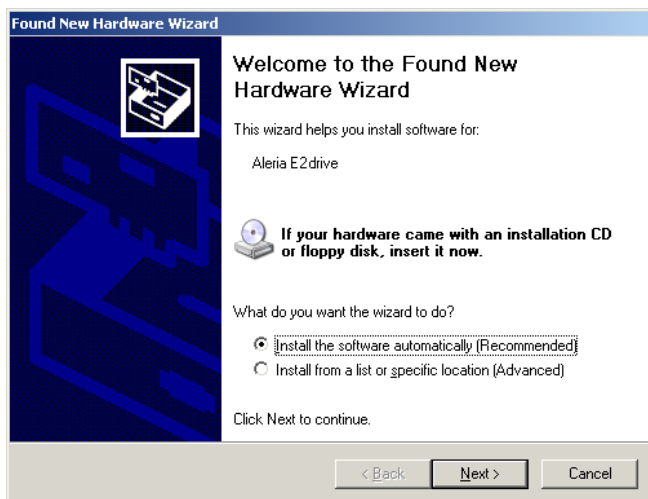 Found New Hardware Wizard
Welcome to the Found New
Hardware Wizard
This wizard helps you install software for:
Aleria E2drive
If your hardware came with an installation CD
or floppy disk, insert it now.
What do you want the wizard to do?
Install the software automatically (Recommended)
Install from a list or specific location (Advanced)
Click Next to continue.
< Back Next > Cancel